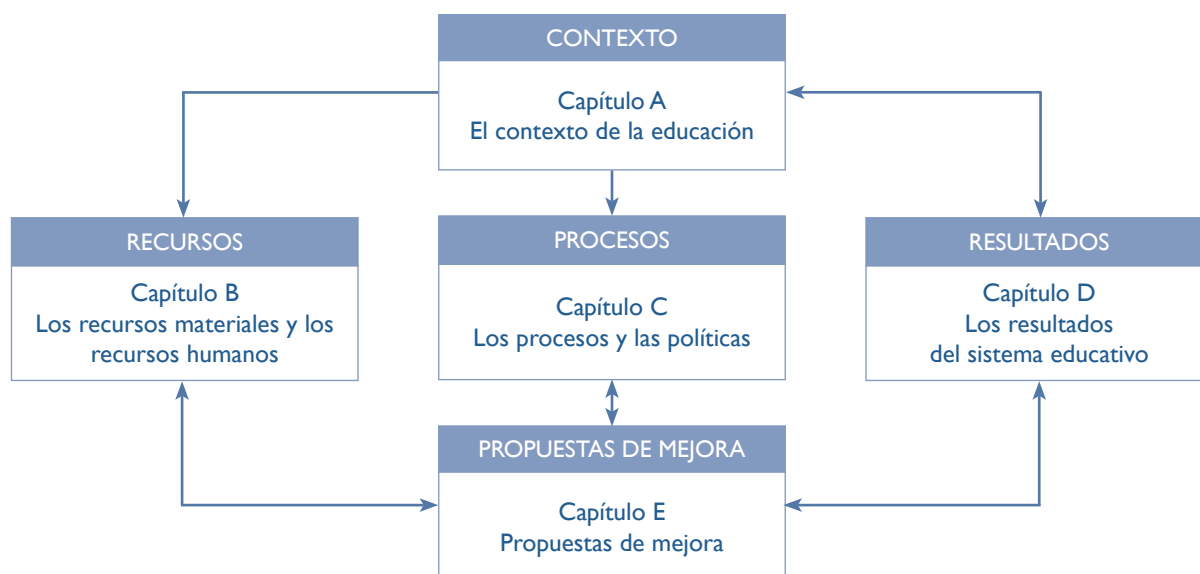 CONTEXTO
Capítulo A
El contexto de la educación
RECURSOS
Capítulo B
Los recursos materiales y los
recursos humanos
PROCESOS
Capítulo C
Los procesos y las políticas
RESULTADOS
Capítulo D
Los resultados
del sistema educativo
PROPUESTAS DE MEJORA
Capítulo E
Propuestas de mejora